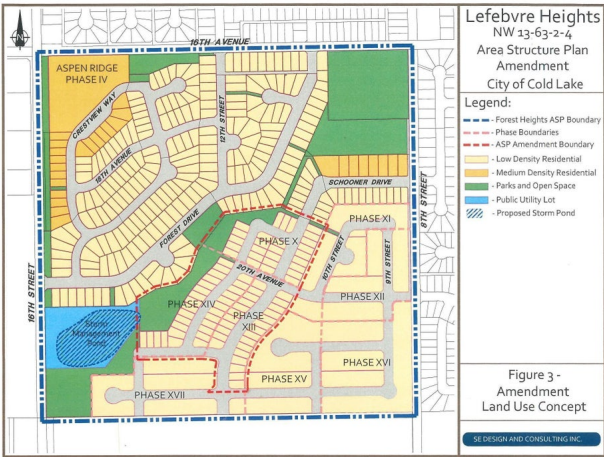 Lefebvre Heights
NW 13-63-2-4
Area Structure Plan
Amendment
City of Cold Lake
Legend:
- Forest Heights ASP Boundary
- Phase Boundaries
- ASP Amendment Boundary
- Low Density Residential
- Medium Density Residential
- Parks and Open Space
- Public Utility Lot
- Proposed Storm Pond
16TH AVENUE
ASPEN RIDGE
PHASE IV
CRESTVIEW WAY
18TH AVENUE
12TH STREET
SCHOONER DRIVE
8TH STREET
FOREST DRIVE
PHASE XI
PHASE X
10TH STREET
9TH STREET
20TH AVENUE
16TH STREET
PHASE XIV
PHASE XII
PHASE
XIII
Storm
Management
Pond
PHASE XVI
PHASE XV
PHASE XVII
Figure 3 -
Amendment
Land Use Concept
SE DESIGN AND CONSULTING INC.